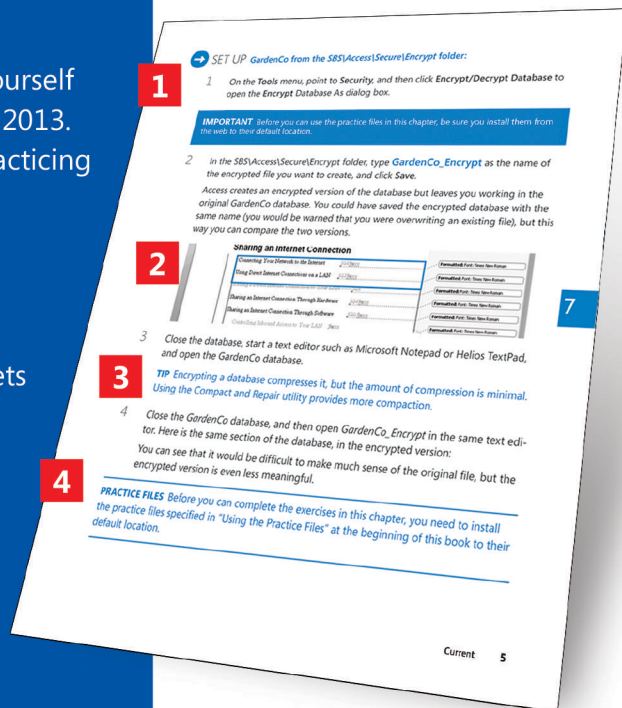 ourself
2013.
acticing
ets
1
SET UP GardenCo from the SBS\Access\Secure\Encrypt folder:
1 On the Tools menu, point to Security, and then click Encrypt/Decrypt Database to
open the Encrypt Database As dialog box.
IMPORTANT Before you can use the practice files in this chapter, be sure you install them from
the web to their default location.
2 In the SBS\Access\Secure\Encrypt folder, type GardenCo_Encrypt as the name of
the encrypted file you want to create, and click Save.
Access creates an encrypted version of the database but leaves you working in the
original GardenCo database. You could have saved the encrypted database with the
same name (you would be warned that you were overwriting an existing file), but this
way you can compare the two versions.
2
Sharing an Internet Connection
Connecting Your Network to the Internet
Using Direct Internet Connections on a LAN
Sharing an Internet Connection Through Hardware
Sharing an Internet Connection Through Software
Controlling Inbound Access to Your LAN
Formatted: Font: Times New Roman
Formatted: Font: Times New Roman
Formatted: Font: Times New Roman
Formatted: Font: Times New Roman
Formatted: Font: Times New Roman
Formatted: Font: Times New Roman
7
3 Close the database, start a text editor such as Microsoft Notepad or Helios TextPad,
and open the GardenCo database.
3
TIP Encrypting a database compresses it, but the amount of compression is minimal.
Using the Compact and Repair utility provides more compaction.
4 Close the GardenCo database, and then open GardenCo_Encrypt in the same text edi-
tor. Here is the same section of the database, in the encrypted version:
You can see that it would be difficult to make much sense of the original file, but the
encrypted version is even less meaningful.
4
PRACTICE FILES Before you can complete the exercises in this chapter, you need to install
the practice files specified in "Using the Practice Files" at the beginning of this book to their
default location.
Current 5